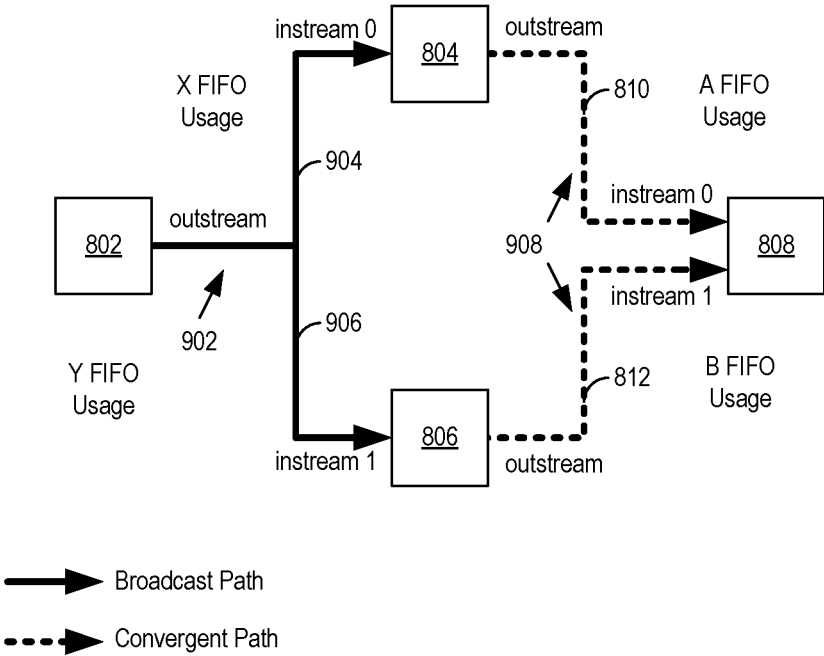 instream 0
804
outstream
X FIFO
Usage
810
A FIFO
Usage
904
802
outstream
instream 0
908
808
902
906
instream 1
Y FIFO
Usage
812
B FIFO
Usage
806
instream 1
outstream
Broadcast Path
Convergent Path